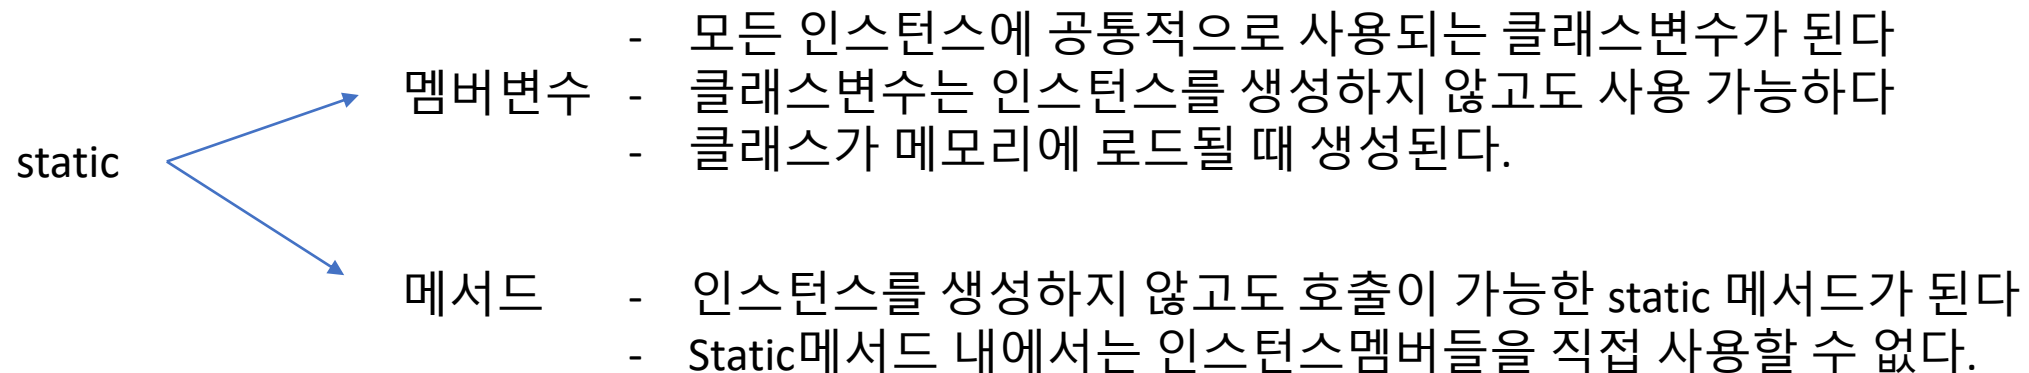 static
멤버변수
- 모든 인스턴스에 공통적으로 사용되는 클래스변수가 된다
- 클래스변수는 인스턴스를 생성하지 않고도 사용 가능하다
- 클래스가 메모리에 로드될 때 생성된다.
메서드
- 인스턴스를 생성하지 않고도 호출이 가능한 static 메서드가 된다
- Static메서드 내에서는 인스턴스멤버들을 직접 사용할 수 없다.